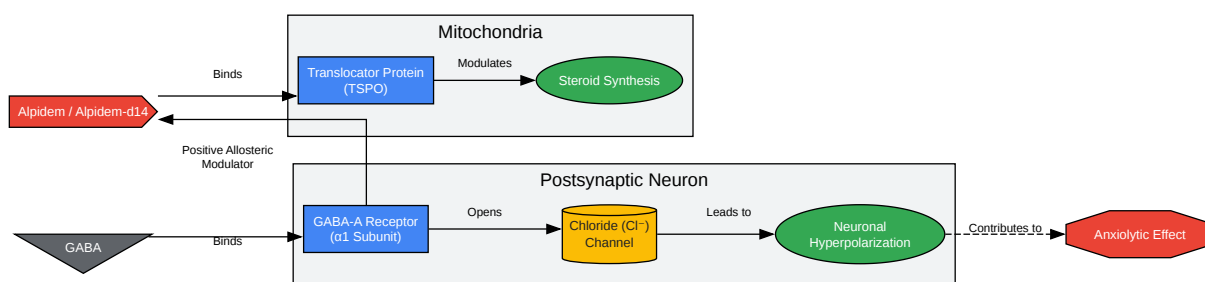 Mitochondria
Binds
Translocator Protein
(TSPO)
Modulates
Steroid Synthesis
Alpidem / Alpidem-d14
Positive Allosteric
Modulator
Postsynaptic Neuron
GABA
Binds
GABA-A Receptor
(α1 Subunit)
Opens
Chloride (Cl⁻)
Channel
Leads to
Neuronal
Hyperpolarization
Contributes to
Anxiolytic Effect